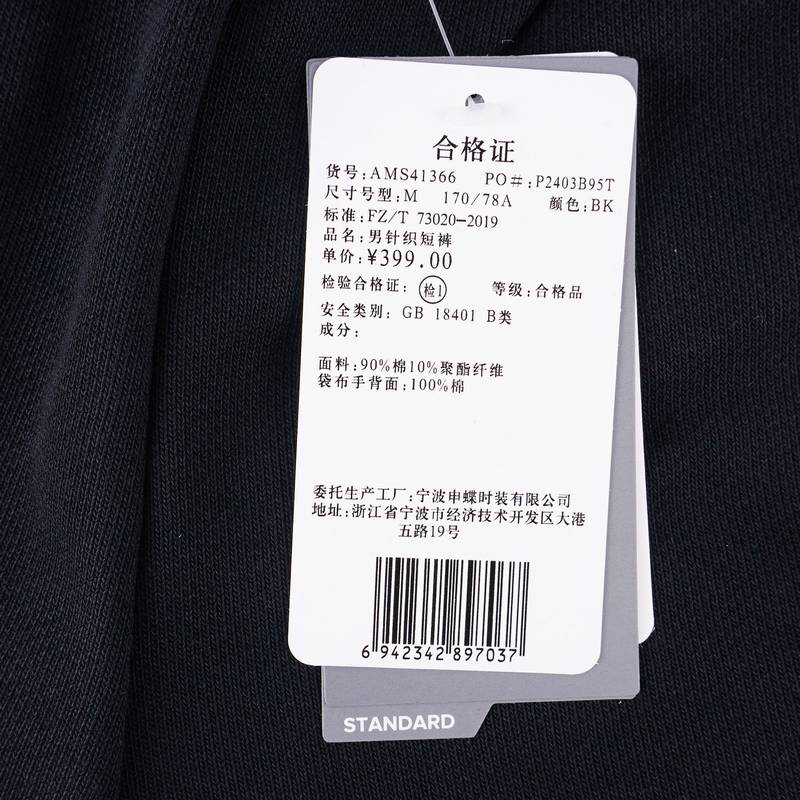 合格证
货号:AMS41366 PO#:P2403B95T
尺寸号型:M 170/78A 颜色:BK
标准:FZ/T 73020-2019
品名:男针织短裤
单价:¥399.00
检验合格证: 检1 等级:合格品
安全类别: GB 18401 B类
成分:
面料:90%棉10%聚酯纤维
袋布手背面:100%棉
委托生产工厂:宁波申蝶时装有限公司
地址:浙江省宁波市经济技术开发区大港
五路19号
6 942342 897037
STANDARD